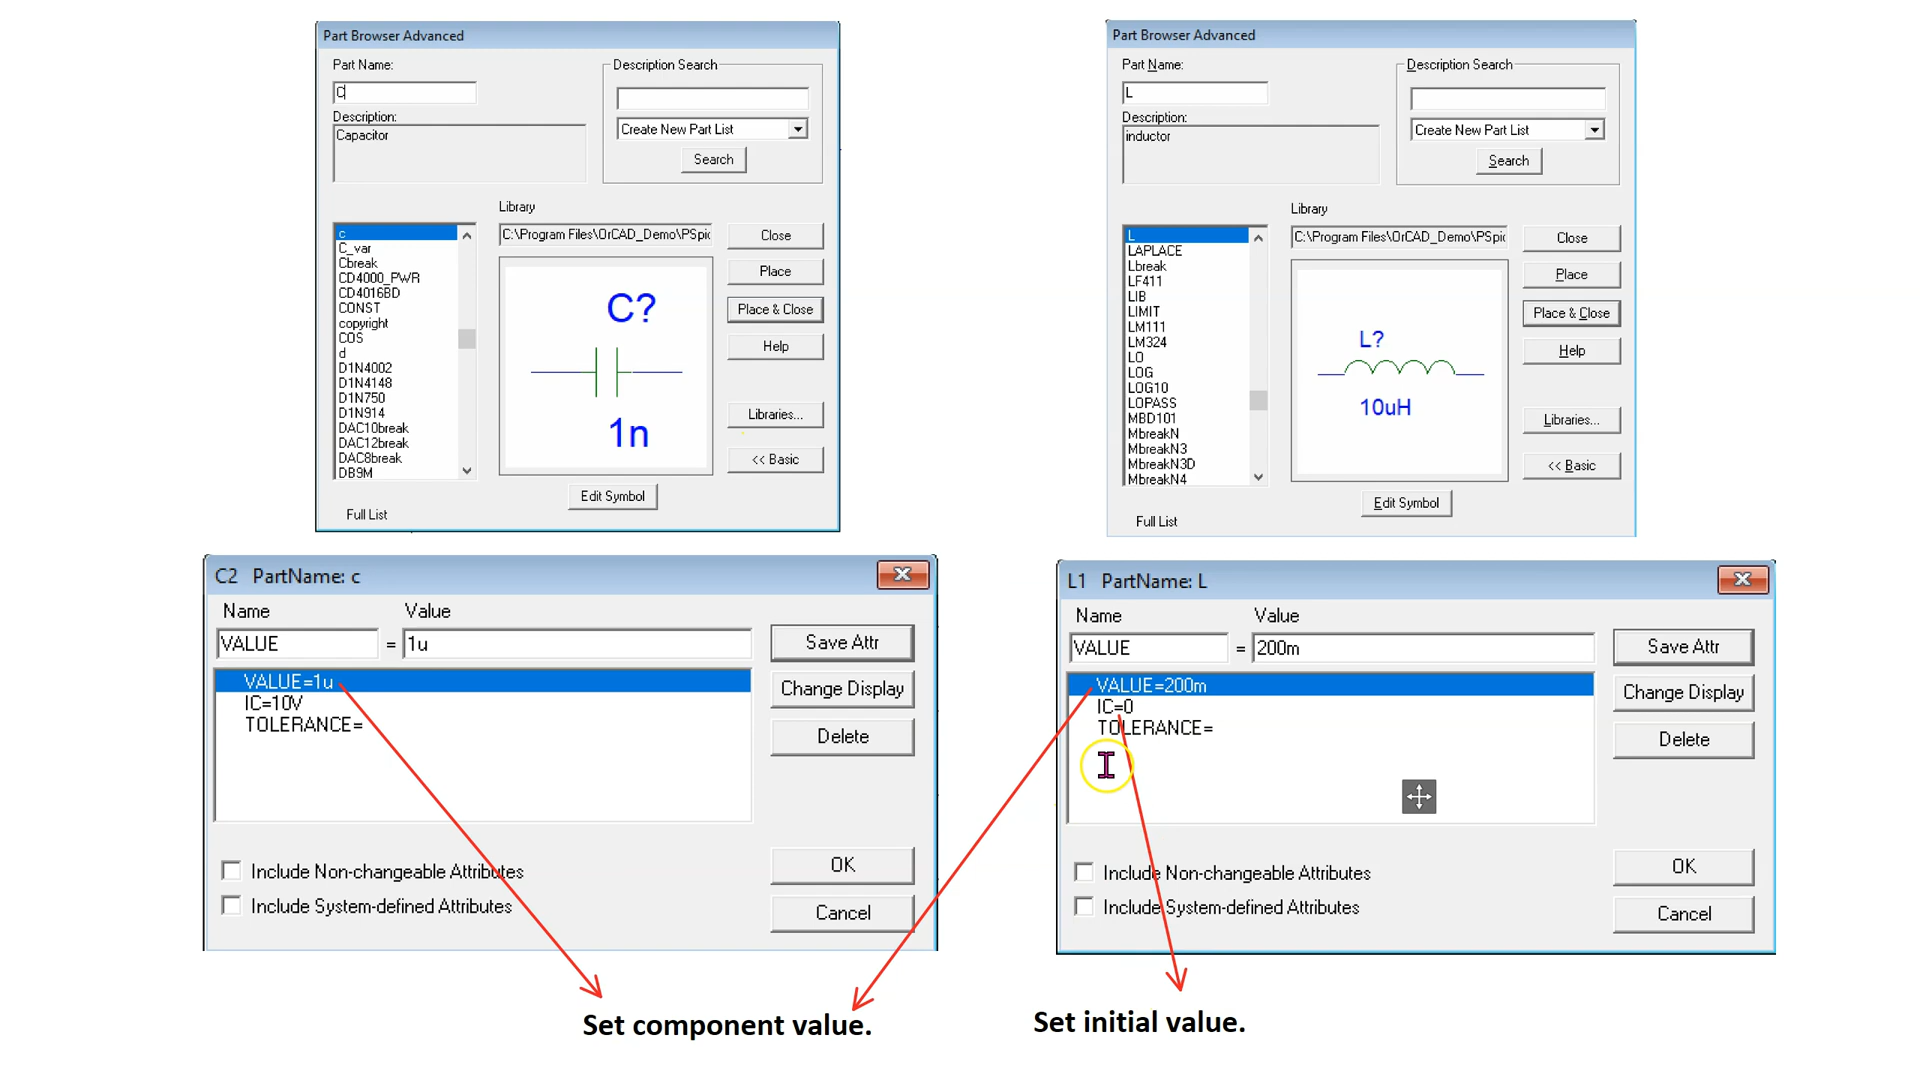 Part Browser Advanced
Part Name:
C
Description:
Capacitor
Description Search
Create New Part List
Search
Library
C:\Program Files\OrCAD_Demo\PSpic
c
C_var
Cbreak
CD4000_PWR
CD4016BD
CONST
copyright
COS
d
D1N4002
D1N4148
D1N750
D1N914
DAC10break
DAC12break
DAC8break
DB9M
Full List
C?
1n
Edit Symbol
Close
Place
Place & Close
Help
Libraries...
<< Basic
Part Browser Advanced
Part Name:
L
Description:
inductor
Description Search
Create New Part List
Search
Library
C:\Program Files\OrCAD_Demo\PSpic
L
LAPLACE
Lbreak
LF411
LIB
LIMIT
LM111
LM324
LO
LOG
LOG10
LOPASS
MBD101
MbreakN
MbreakN3
MbreakN3D
MbreakN4
Full List
L?
10uH
Edit Symbol
Close
Place
Place & Close
Help
Libraries...
<< Basic
C2 PartName: c
Name Value
VALUE = 1u
VALUE=1u
IC=10V
TOLERANCE=
Save Attr
Change Display
Delete
Include Non-changeable Attributes
Include System-defined Attributes
OK
Cancel
L1 PartName: L
Name Value
VALUE = 200m
VALUE=200m
IC=0
TOLERANCE=
Save Attr
Change Display
Delete
Include Non-changeable Attributes
Include System-defined Attributes
OK
Cancel
Set component value.
Set initial value.